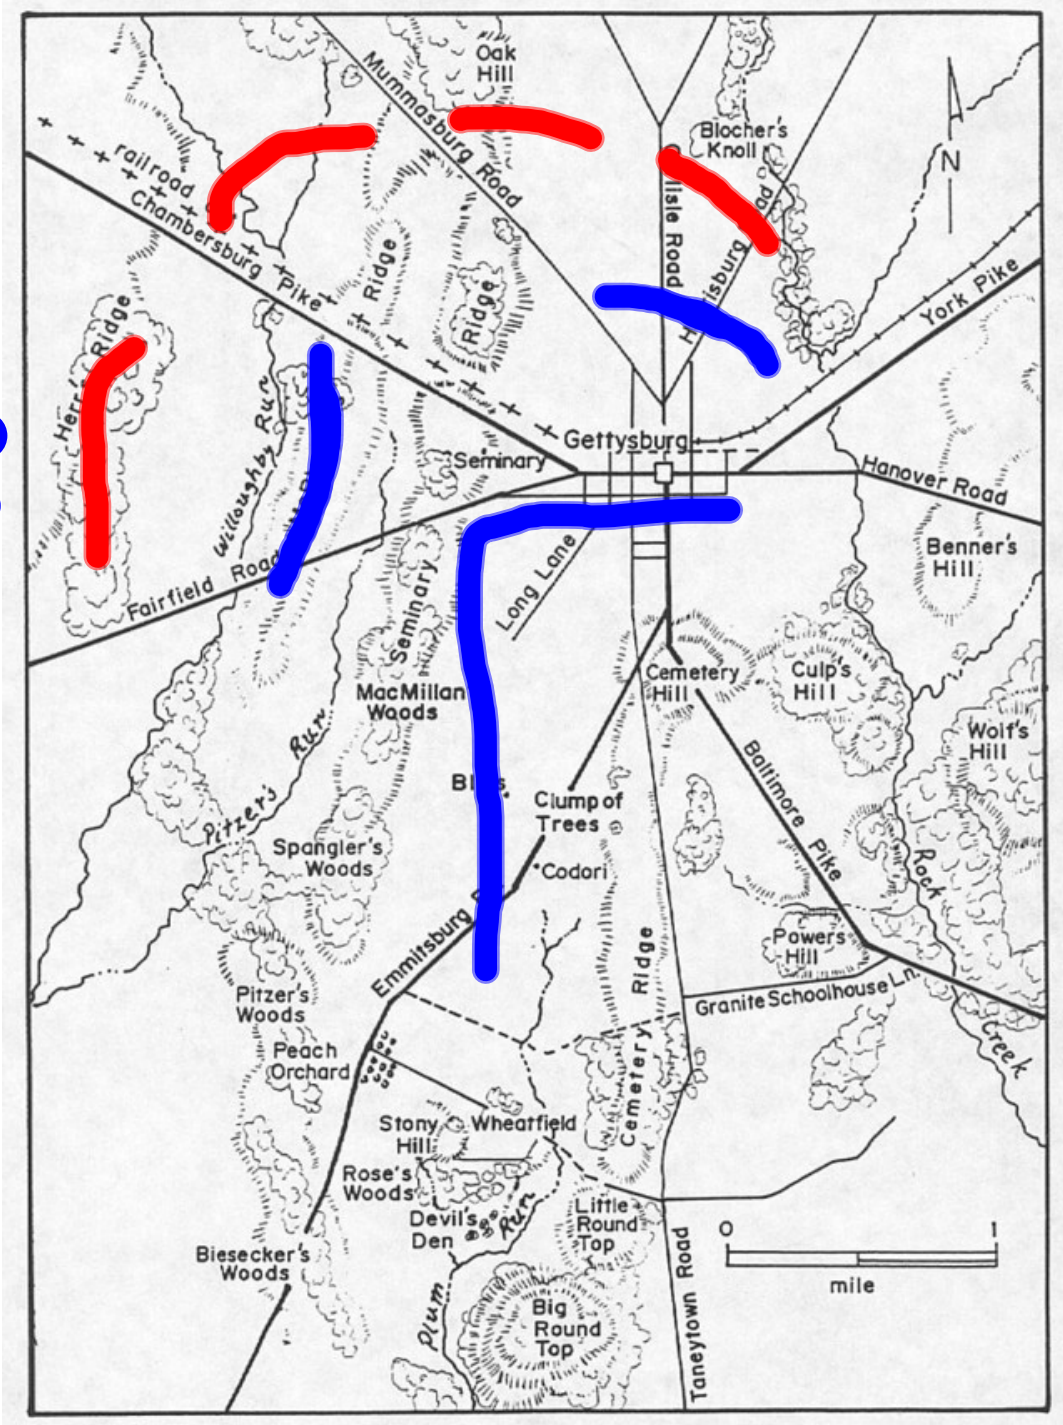 Oak
Hill
Mummasburg Road
Blocher's
Knoll
N
railroad
Chambersburg Pike
lisle Road
Ridge
Ridge
Ridge
York Pike
Willoughby Run
Gettysburg
Seminary
Hanover Road
Fairfield Road
Long Lane
Benner's
Hill
Seminary
Cemetery
Hill
Culp's
Hill
MacMillan
Woods
Wolf's
Hill
Run
Pitzer's
Baltimore Pike
Clump of
Trees
Spangler's
Woods
Codori
Rock
Creek
Emmitsburg
Powers
Hill
Cemetery Ridge
Granite Schoolhouse Ln.
Pitzer's
Woods
Peach
Orchard
Stony
Hill
Wheatfield
Rose's
Woods
Devil's
Den
Plum Run
Little
Round
Top
Biesecker's
Woods
Big
Round
Top
Taneytown Road
0 1
mile